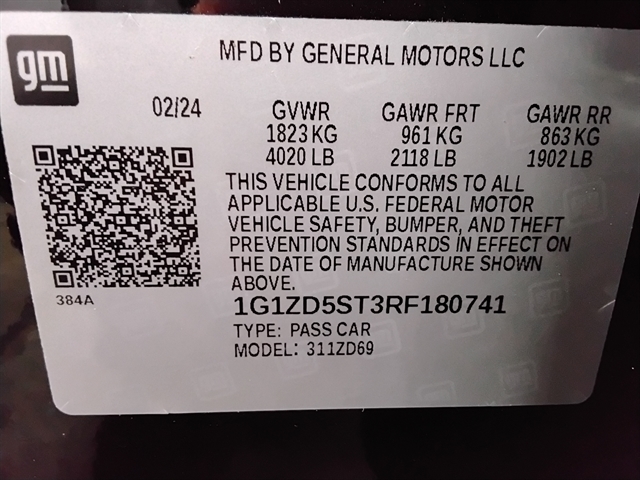 gm
MFD BY GENERAL MOTORS LLC
02/24 GVWR GAWR FRT GAWR RR
1823 KG 961 KG 863 KG
4020 LB 2118 LB 1902 LB
THIS VEHICLE CONFORMS TO ALL
APPLICABLE U.S. FEDERAL MOTOR
VEHICLE SAFETY, BUMPER, AND THEFT
PREVENTION STANDARDS IN EFFECT ON
THE DATE OF MANUFACTURE SHOWN
ABOVE.
384A
1G1ZD5ST3RF180741
TYPE: PASS CAR
MODEL: 311ZD69